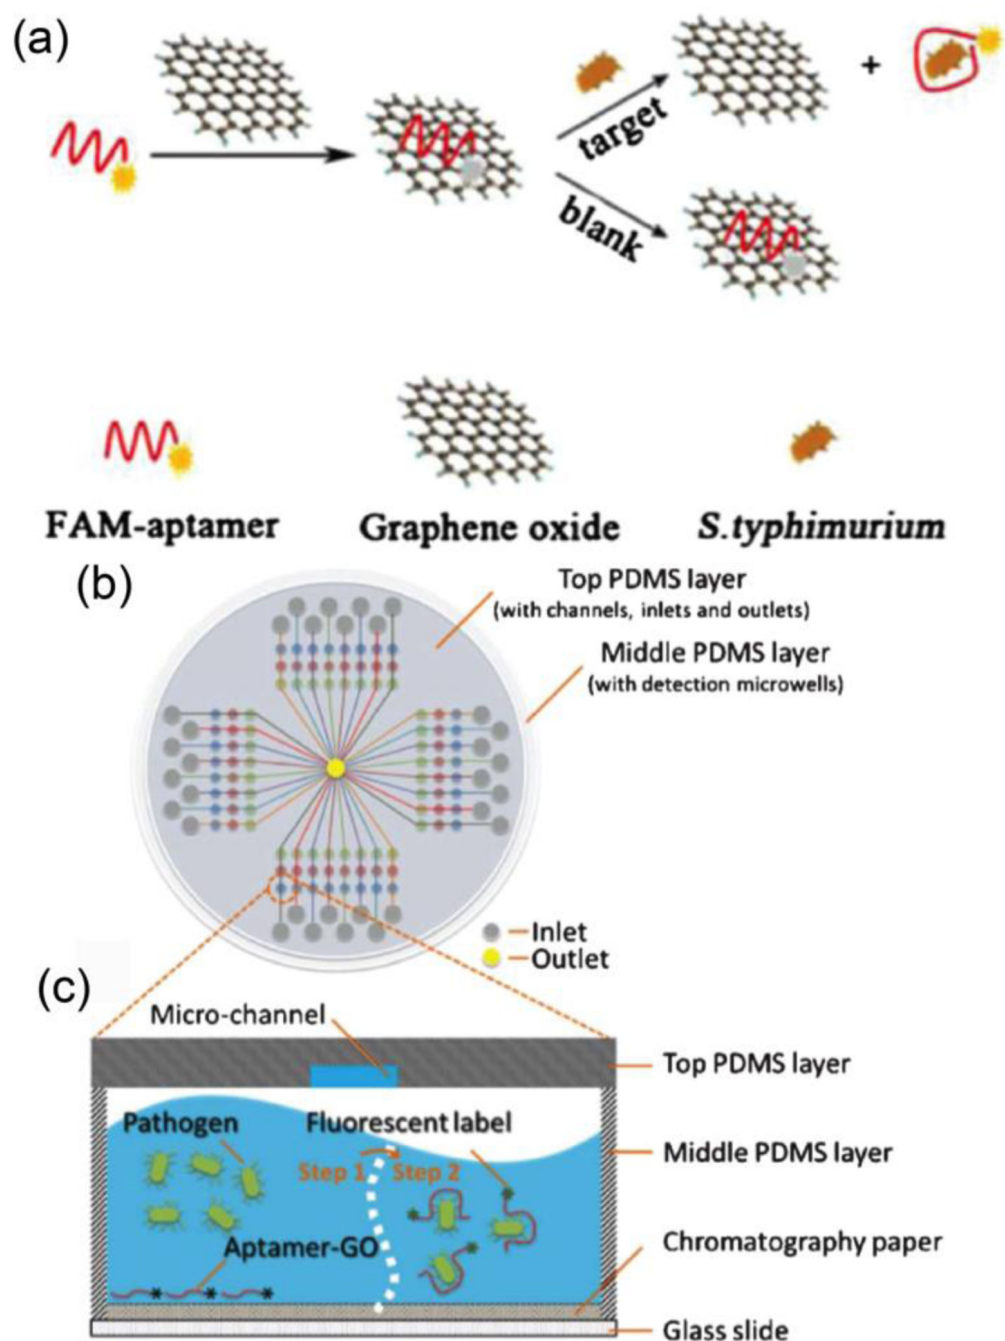 (a)
target
+
blank
FAM-aptamer
Graphene oxide
S.typhimurium
(b)
Top PDMS layer
(with channels, inlets and outlets)
Middle PDMS layer
(with detection microwells)
Inlet
Outlet
(c)
Micro-channel
Top PDMS layer
Pathogen
Fluorescent label
Step 1
Step 2
Middle PDMS layer
Aptamer-GO
Chromatography paper
Glass slide